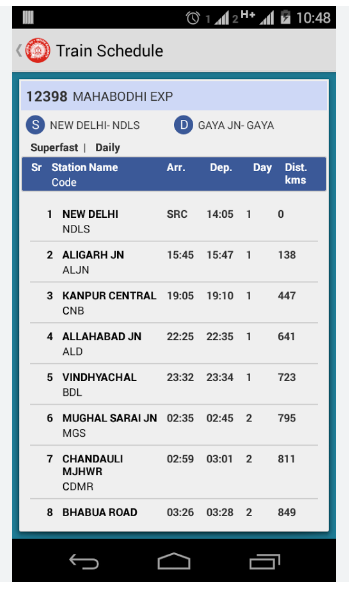 1 2 H+ 10:48
Train Schedule
12398 MAHABODHI EXP
S NEW DELHI- NDLS D GAYA JN- GAYA
Superfast | Daily
Sr Station Name Arr. Dep. Day Dist.
Code kms
1 NEW DELHI SRC 14:05 1 0
NDLS
2 ALIGARH JN 15:45 15:47 1 138
ALJN
3 KANPUR CENTRAL 19:05 19:10 1 447
CNB
4 ALLAHABAD JN 22:25 22:35 1 641
ALD
5 VINDHYACHAL 23:32 23:34 1 723
BDL
6 MUGHAL SARAI JN 02:35 02:45 2 795
MGS
7 CHANDAULI 02:59 03:01 2 811
MJHWR
CDMR
8 BHABUA ROAD 03:26 03:28 2 849